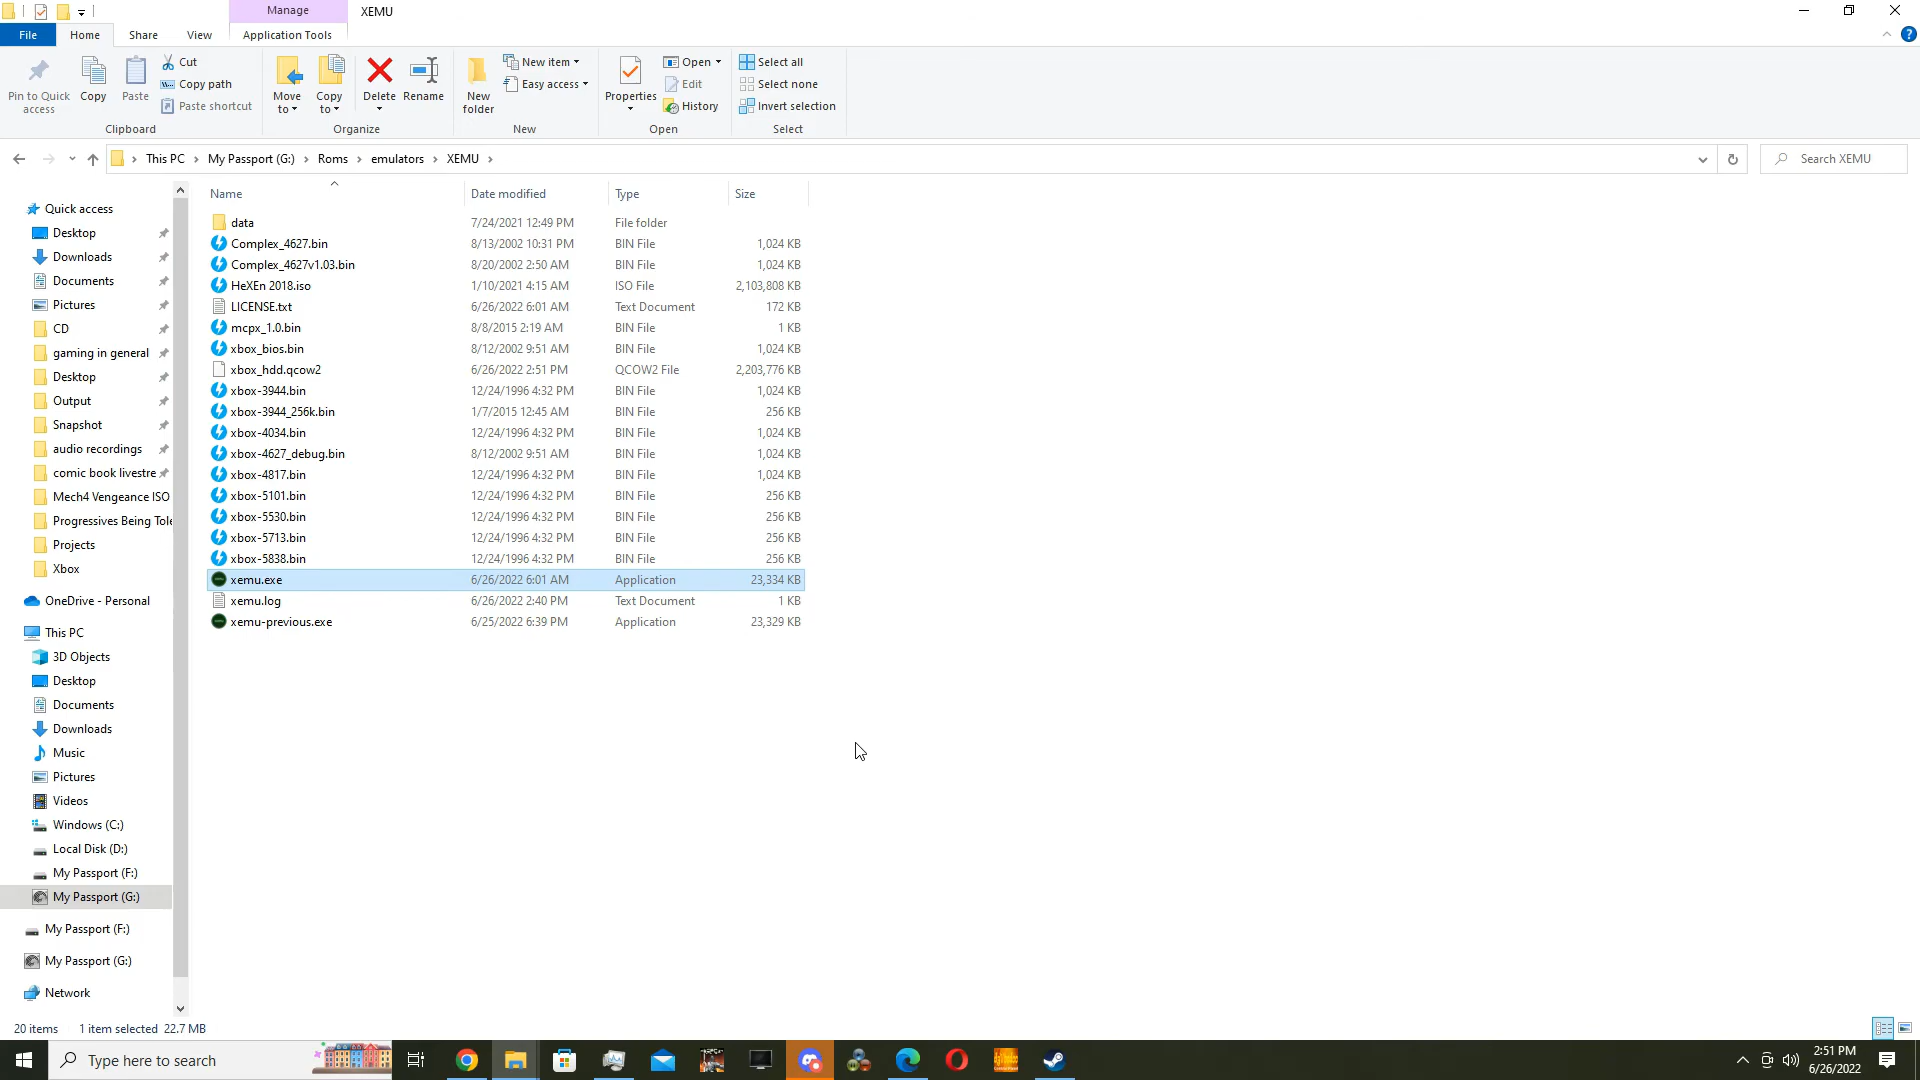 Manage
XEMU
File
Home
Share
View
Application Tools
Pin to Quick access
Copy
Paste
Cut
Copy path
Paste shortcut
Clipboard
Move to
Copy to
Delete
Rename
Organize
New folder
New item
Easy access
New
Properties
Open
Edit
History
Open
Select all
Select none
Invert selection
Select
This PC > My Passport (G:) > Roms > emulators > XEMU >
Search XEMU
Name Date modified Type Size
data 7/24/2021 12:49 PM File folder
Complex_4627.bin 8/13/2002 10:31 PM BIN File 1,024 KB
Complex_4627v1.03.bin 8/20/2002 2:50 AM BIN File 1,024 KB
HeXEn 2018.iso 1/10/2021 4:15 AM ISO File 2,103,808 KB
LICENSE.txt 6/26/2022 6:01 AM Text Document 172 KB
mcpx_1.0.bin 8/8/2015 2:19 AM BIN File 1 KB
xbox_bios.bin 8/12/2002 9:51 AM BIN File 1,024 KB
xbox_hdd.qcow2 6/26/2022 2:51 PM QCOW2 File 2,203,776 KB
xbox-3944.bin 12/24/1996 4:32 PM BIN File 1,024 KB
xbox-3944_256k.bin 1/7/2015 12:45 AM BIN File 256 KB
xbox-4034.bin 12/24/1996 4:32 PM BIN File 1,024 KB
xbox-4627_debug.bin 8/12/2002 9:51 AM BIN File 1,024 KB
xbox-4817.bin 12/24/1996 4:32 PM BIN File 1,024 KB
xbox-5101.bin 12/24/1996 4:32 PM BIN File 256 KB
xbox-5530.bin 12/24/1996 4:32 PM BIN File 256 KB
xbox-5713.bin 12/24/1996 4:32 PM BIN File 256 KB
xbox-5838.bin 12/24/1996 4:32 PM BIN File 256 KB
xemu.exe 6/26/2022 6:01 AM Application 23,334 KB
xemu.log 6/26/2022 2:40 PM Text Document 1 KB
xemu-previous.exe 6/25/2022 6:39 PM Application 23,329 KB
Quick access
Desktop
Downloads
Documents
Pictures
CD
gaming in general
Desktop
Output
Snapshot
audio recordings
comic book livestre
Mech4 Vengeance ISO
Progressives Being Tole
Projects
Xbox
OneDrive - Personal
This PC
3D Objects
Desktop
Documents
Downloads
Music
Pictures
Videos
Windows (C:)
Local Disk (D:)
My Passport (F:)
My Passport (G:)
My Passport (F:)
My Passport (G:)
Network
20 items 1 item selected 22.7 MB
Type here to search
2:51 PM
6/26/2022